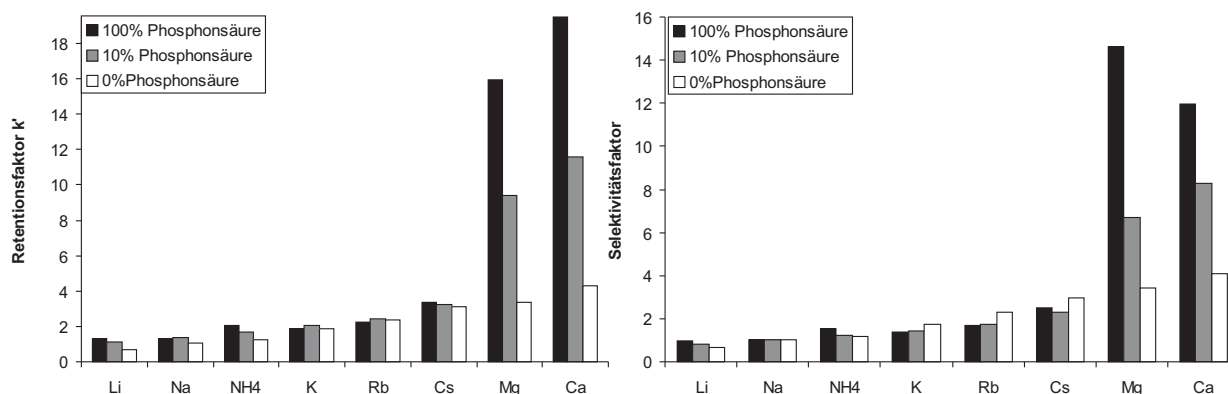 Retentionsfaktor k'
18
16
14
12
10
8
6
4
2
0
100% Phosphonsäure
10% Phosphonsäure
0%Phosphonsäure
Li Na NH4 K Rb Cs Mg Ca
Selektivitätsfaktor
16
14
12
10
8
6
4
2
0
100% Phosphonsäure
10% Phosphonsäure
0%Phosphonsäure
Li Na NH4 K Rb Cs Mg Ca